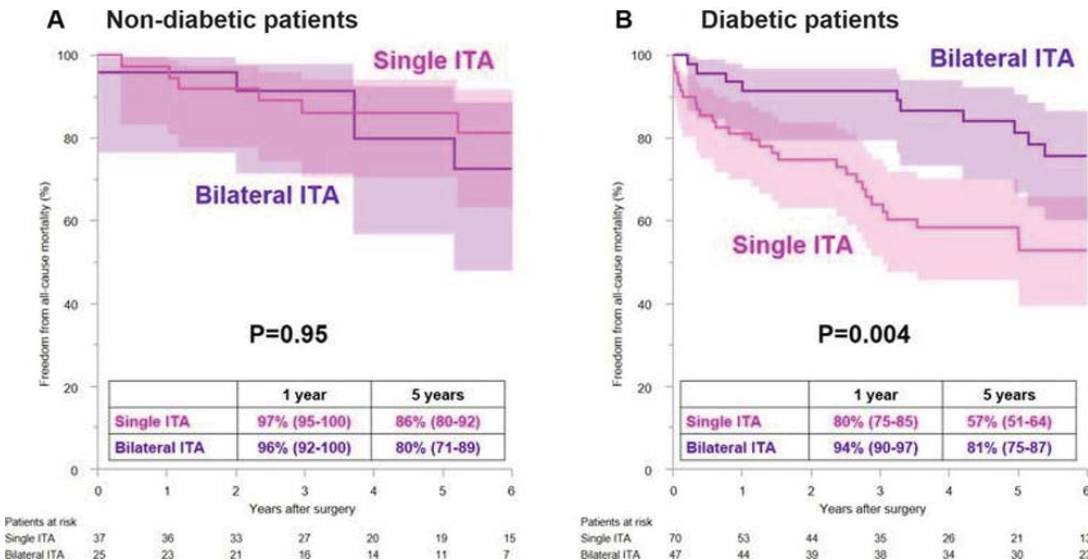 A Non-diabetic patients
Single ITA
Bilateral ITA
P=0.95
Freedom from all-cause mortality (%)
100
80
60
40
20
0
1 year 5 years
Single ITA 97% (95-100) 86% (80-92)
Bilateral ITA 96% (92-100) 80% (71-89)
0 1 2 3 4 5 6
Years after surgery
Patients at risk
Single ITA 37 36 33 27 20 19 15
Bilateral ITA 25 23 21 16 14 11 7
B Diabetic patients
Bilateral ITA
Single ITA
P=0.004
Freedom from all-cause mortality (%)
100
80
60
40
20
0
1 year 5 years
Single ITA 80% (75-85) 57% (51-64)
Bilateral ITA 94% (90-97) 81% (75-87)
0 1 2 3 4 5 6
Years after surgery
Patients at risk
Single ITA 70 53 44 35 26 21
Bilateral ITA 47 44 39 38 34 30